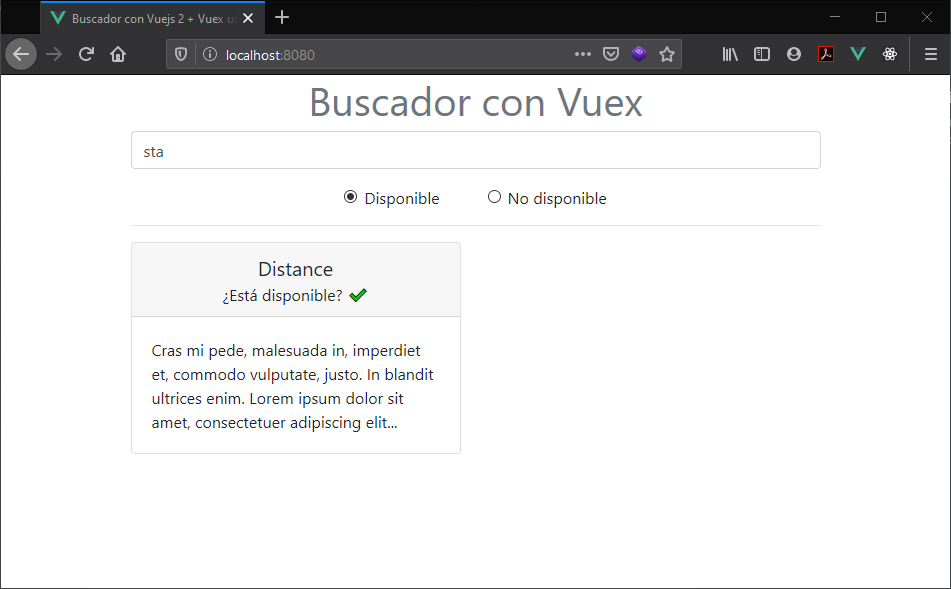 Buscador con Vuejs 2 + Vuex ut
localhost:8080
Buscador con Vuex
sta
Disponible
No disponible
Distance
¿Está disponible?
Cras mi pede, malesuada in, imperdiet
et, commodo vulputate, justo. In blandit
ultrices enim. Lorem ipsum dolor sit
amet, consectetuer adipiscing elit...